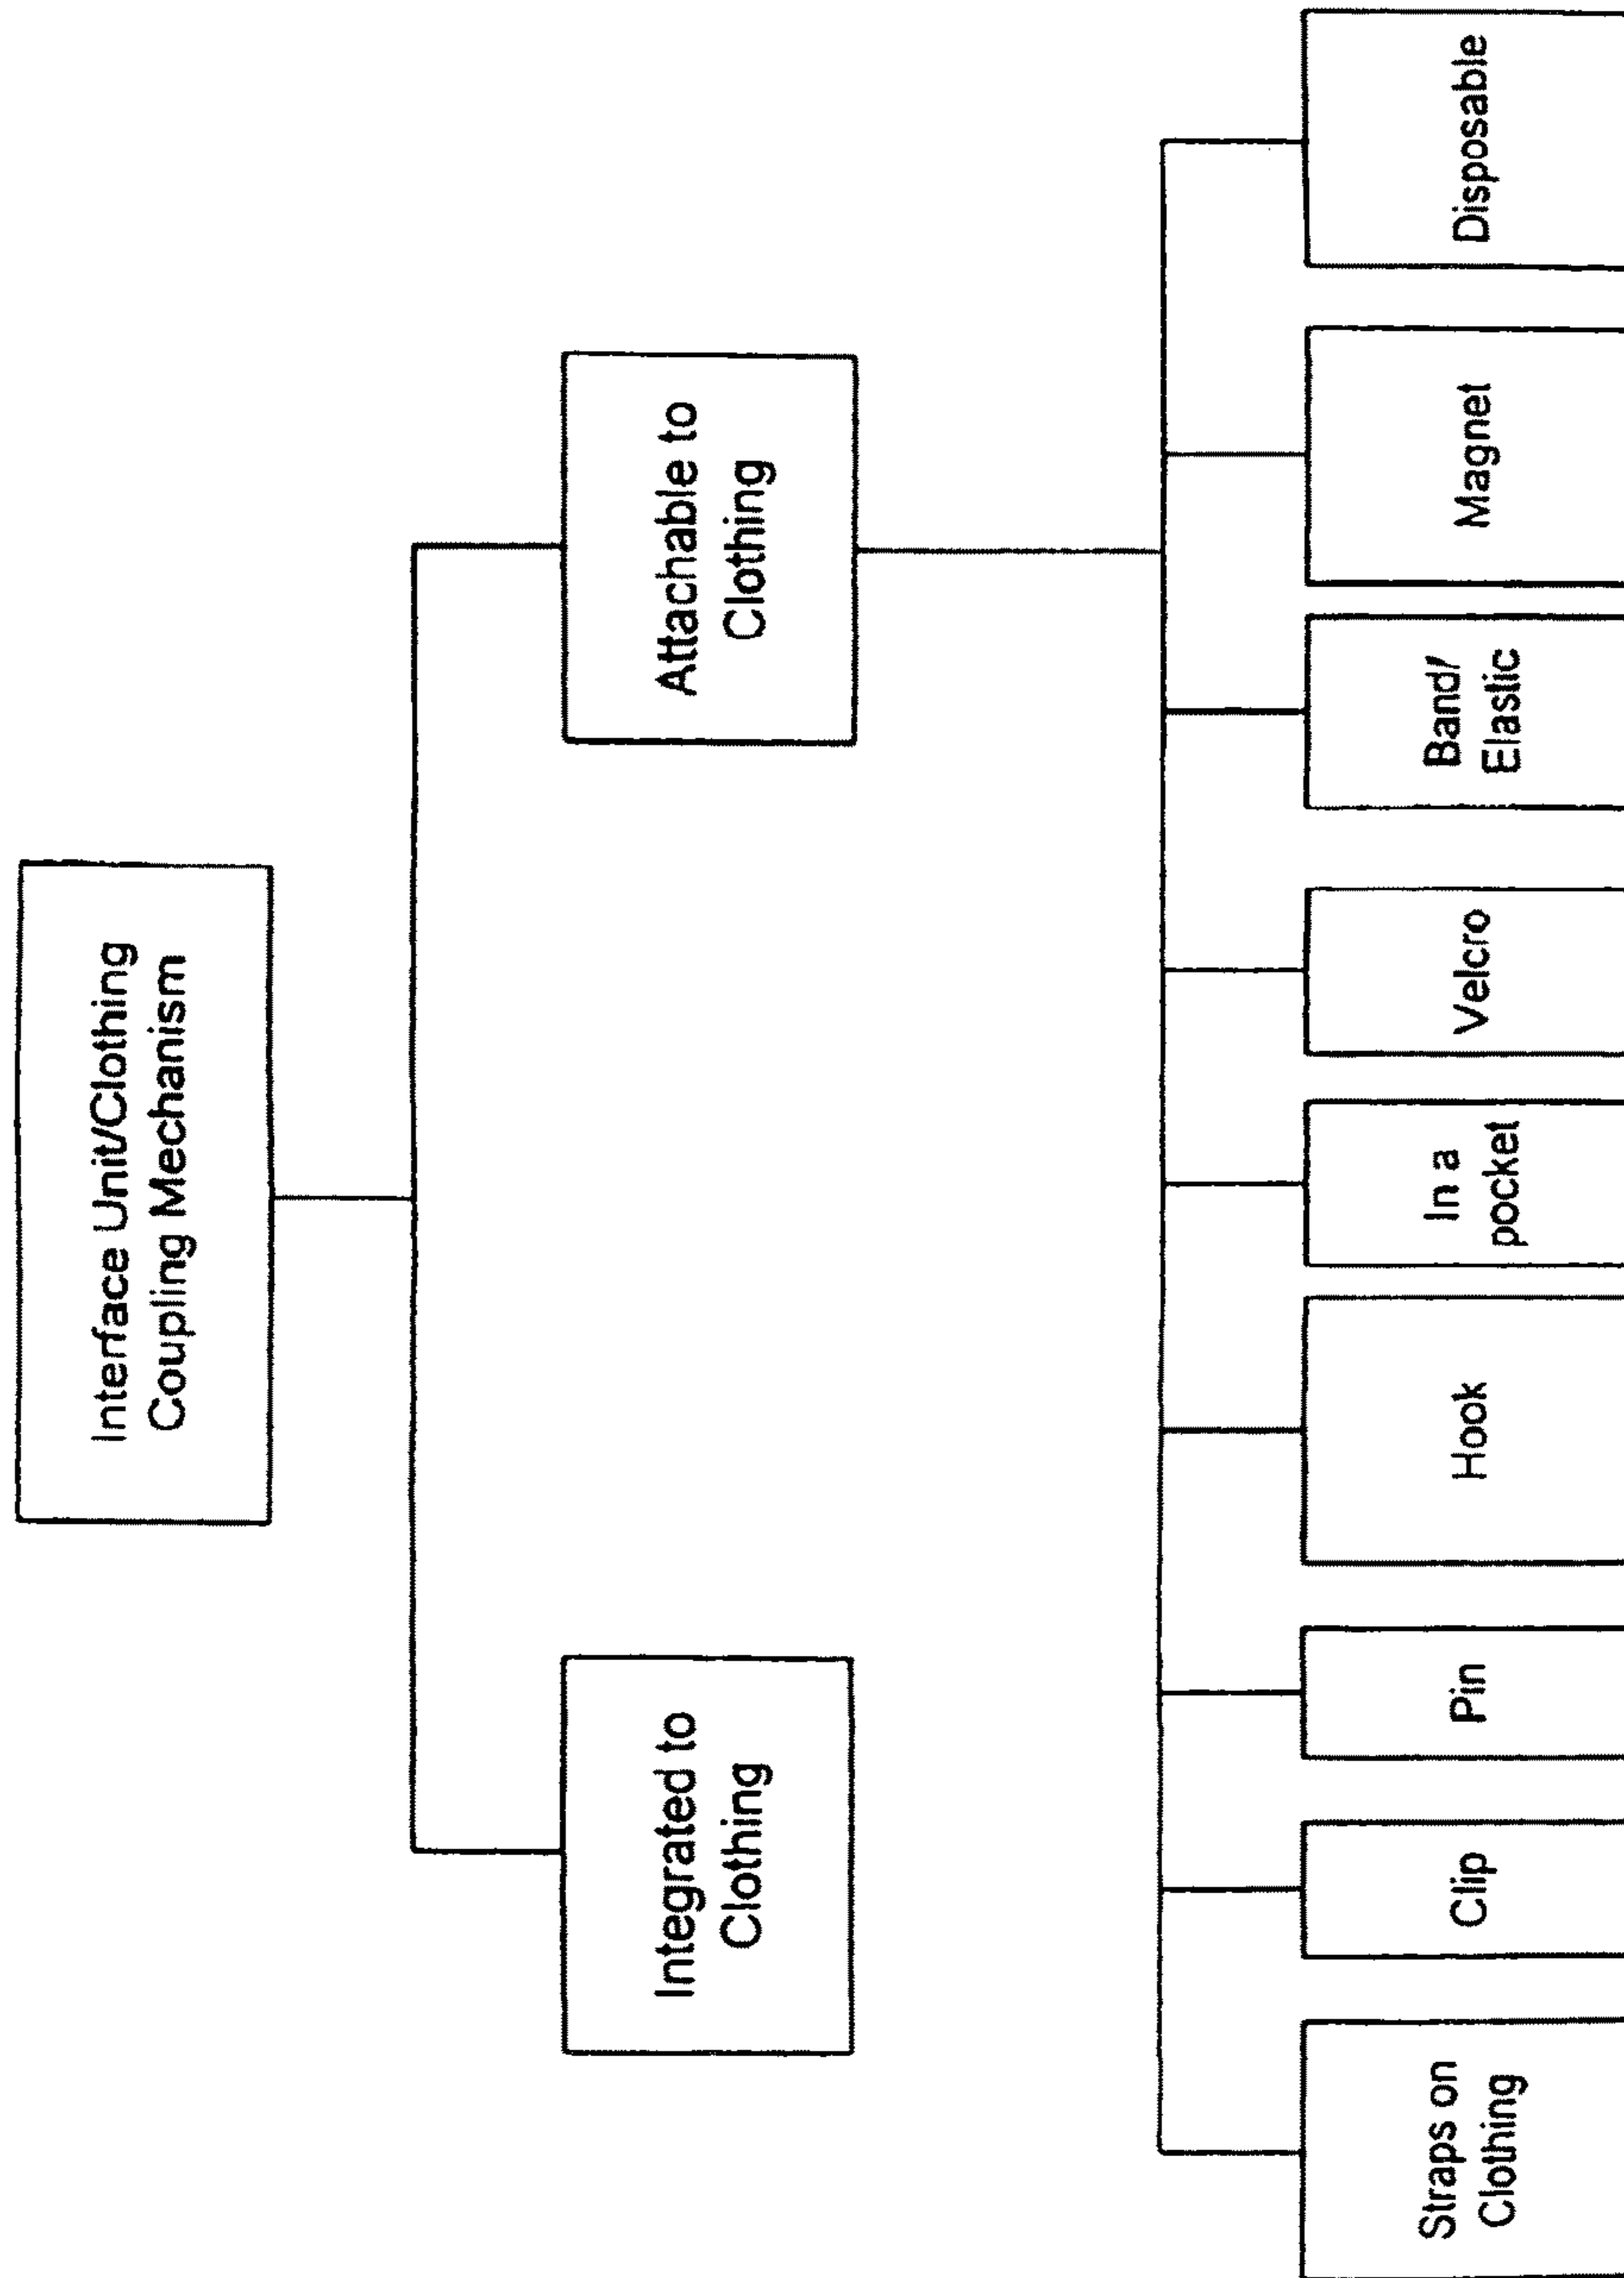 Interface Unit/Clothing
Coupling Mechanism
Integrated to
Clothing
Attachable to
Clothing
Straps on
Clothing
Clip
Pin
Hook
In a
pocket
Velcro
Band/
Elastic
Magnet
Disposable